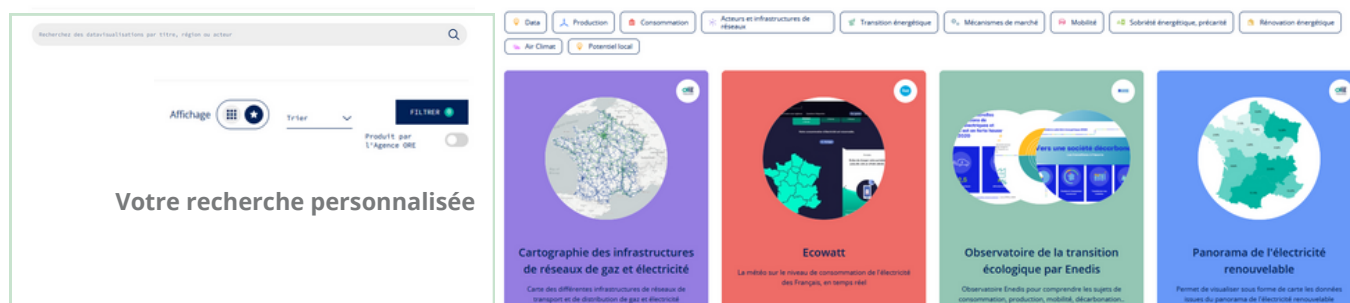 Recherchez des datavisualisations par titre, région ou acteur
Affichage
Trier
FILTRER
Produit par
l'Agence ORE
Votre recherche personnalisée
Data
Production
Consommation
Acteurs et infrastructures de
réseaux
Transition énergétique
Mécanismes de marché
Mobilité
Sobriété énergétique, précarité
Rénovation énergétique
Air Climat
Potentiel local
Cartographie des infrastructures
de réseaux de gaz et électricité
Carte des différentes infrastructures de réseaux de
transport et de distribution de gaz et électricité
Ecowatt
La météo sur le niveau de consommation de l'électricité
des Français, en temps réel
Vers une société décarbon
Observatoire de la transition
écologique par Enedis
Observatoire Enedis pour comprendre les sujets de
consommation, production, mobilité, décarbonation..
Panorama de l'électricité
renouvelable
Permet de visualiser sous forme de carte les données
issues du panorama de l'électricité renouvelable